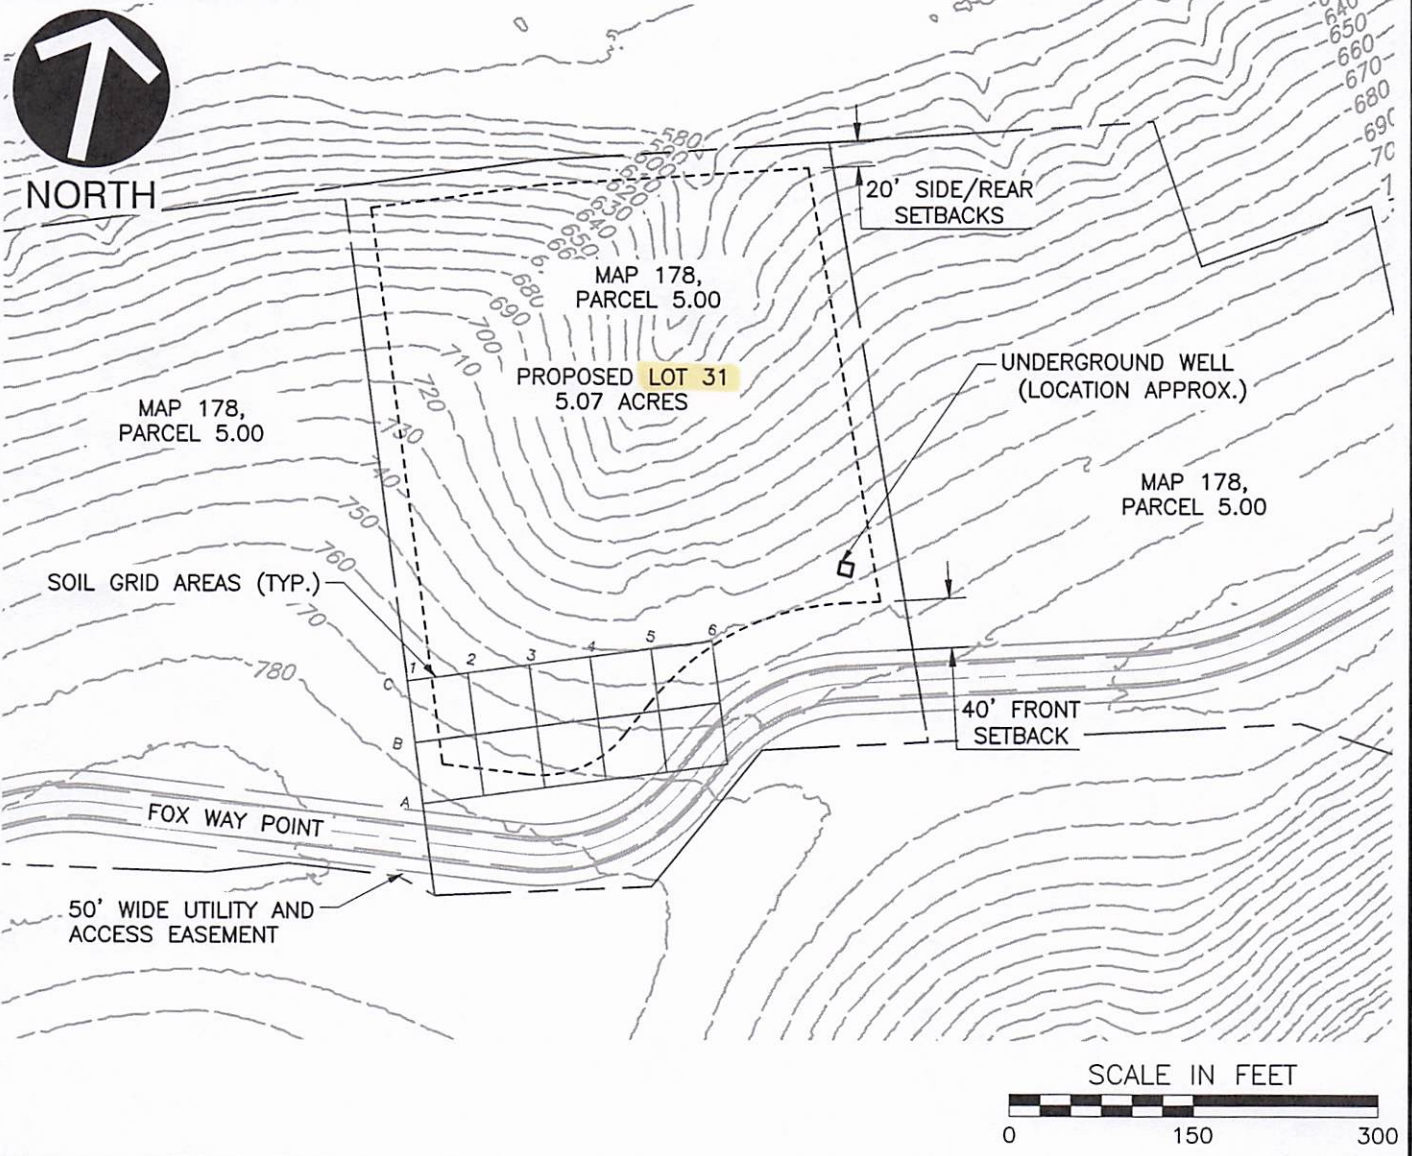 NORTH
640
650
660
670
680
690
70
580
620
630
640
650
66
6.
680
690
700
710
720
730
740
750
760
770
780
20' SIDE/REAR
SETBACKS
MAP 178,
PARCEL 5.00
PROPOSED LOT 31
5.07 ACRES
UNDERGROUND WELL
(LOCATION APPROX.)
MAP 178,
PARCEL 5.00
MAP 178,
PARCEL 5.00
SOIL GRID AREAS (TYP.)
1 2 3 4 5 6
C
B
A
40' FRONT
SETBACK
FOX WAY POINT
50' WIDE UTILITY AND
ACCESS EASEMENT
SCALE IN FEET
0 150 300